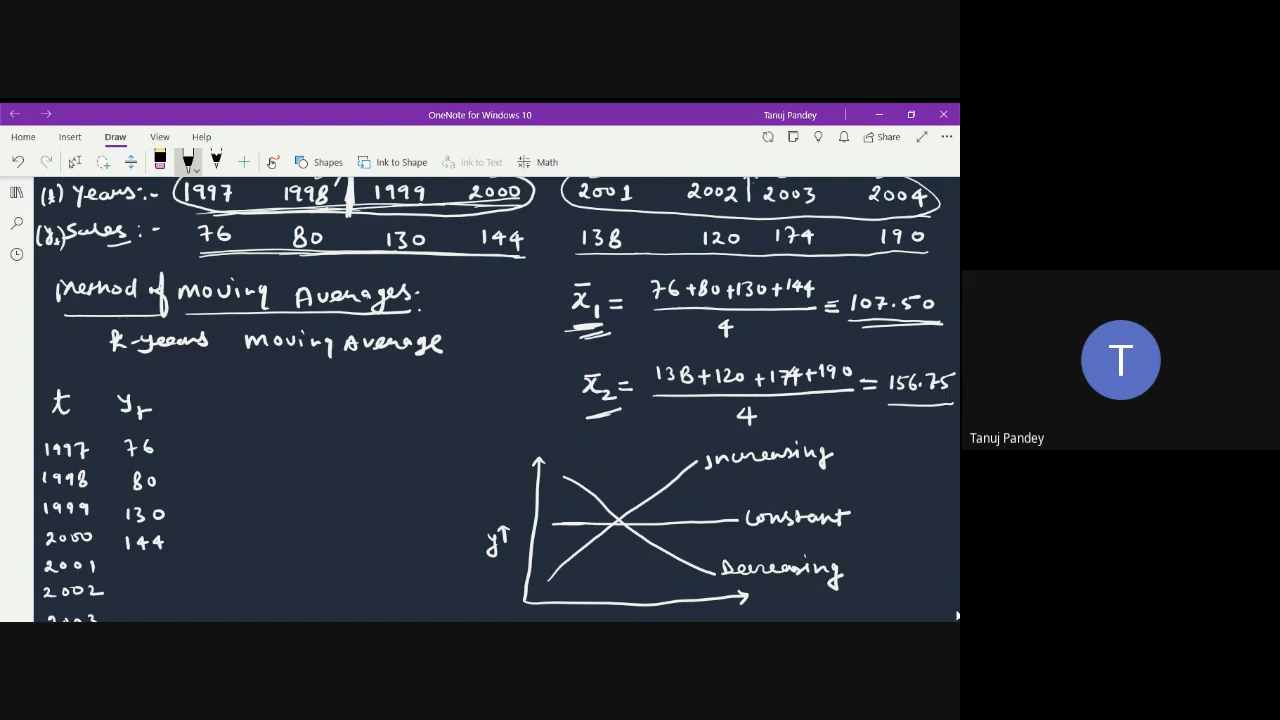 OneNote for Windows 10
Tanuj Pandey
Home Insert Draw View Help
Share
Shapes Ink to Shape Ink to Text Math
(t) Years:- 1997 1998 1999 2000 2001 2002 2003 2004
(yt) Sales:- 76 80 130 144 138 120 174 190
Method of Moving Averages:
k-years Moving Average
x̄1 = 76+80+130+144 / 4 = 107.50
x̄2 = 138+120+174+190 / 4 = 156.75
t yt
1997 76
1998 80
1999 130
2000 144
2001
2002
2003
y↑
Increasing
Constant
Decreasing
T
Tanuj Pandey